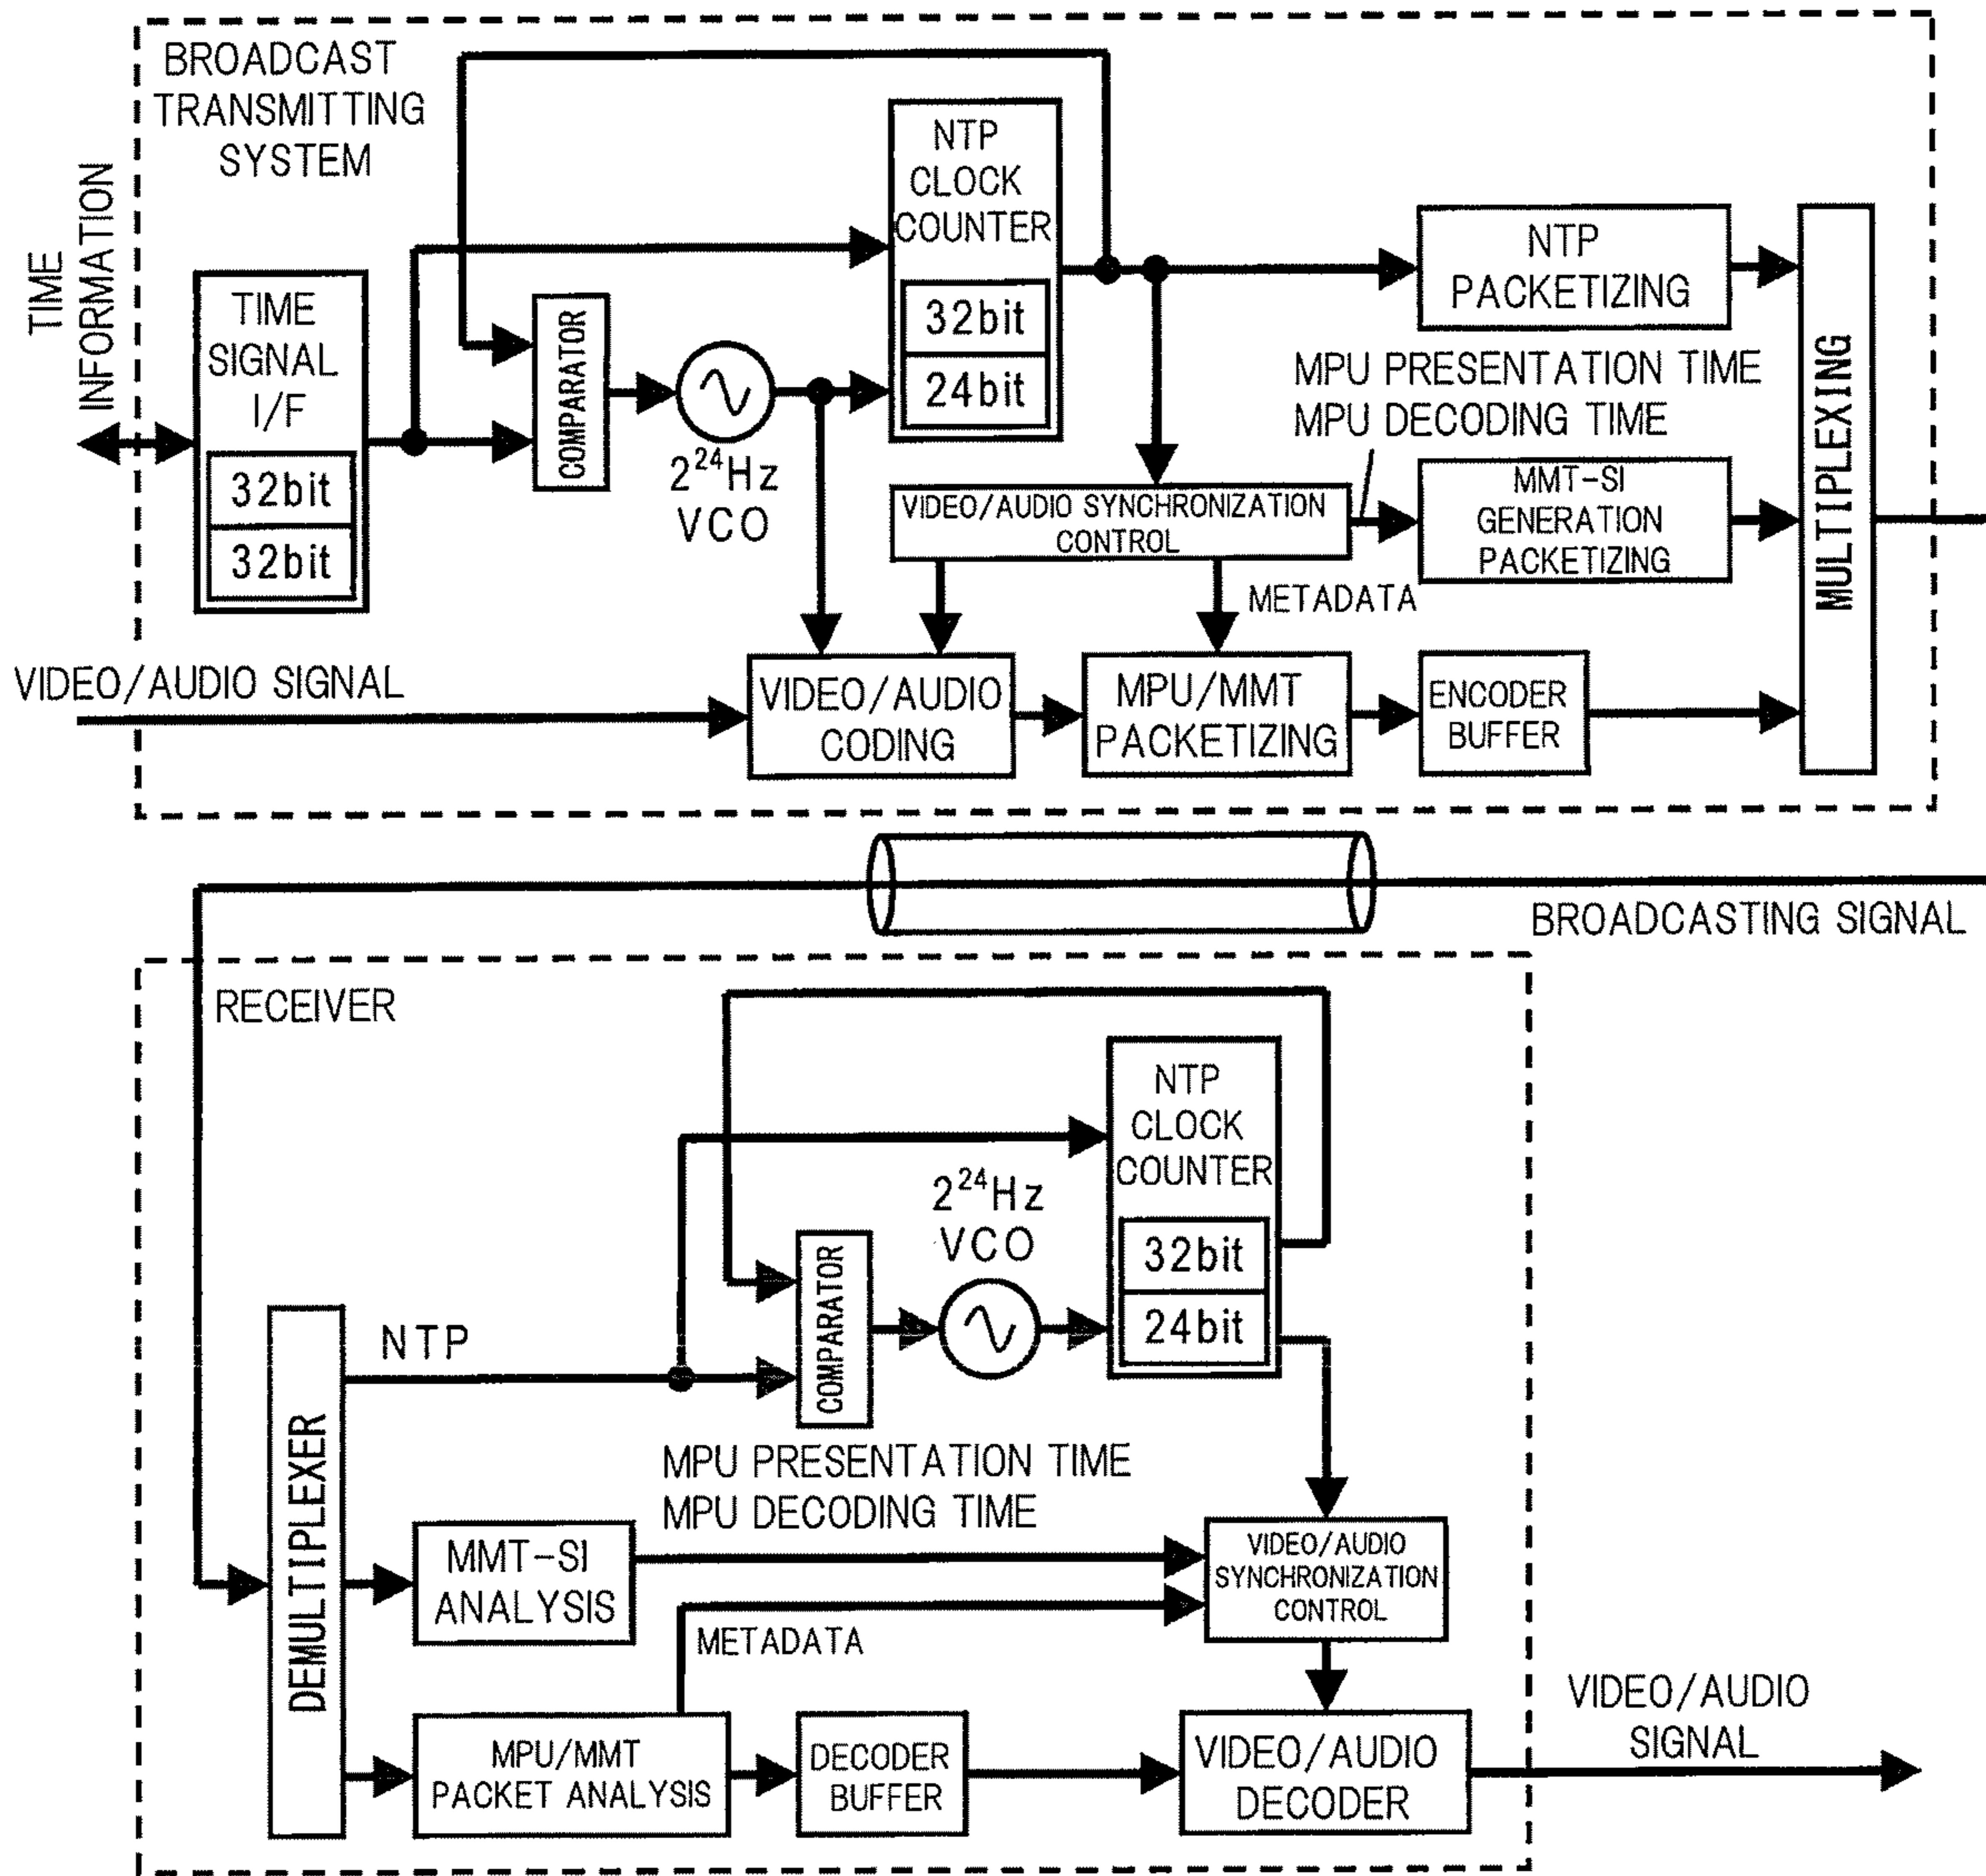 BROADCAST
TRANSMITTING
SYSTEM
TIME
INFORMATION
TIME
SIGNAL
I/F
32bit
32bit
COMPARATOR
2²⁴Hz
VCO
NTP
CLOCK
COUNTER
32bit
24bit
NTP
PACKETIZING
MPU PRESENTATION TIME
MPU DECODING TIME
VIDEO/AUDIO SYNCHRONIZATION
CONTROL
MMT-SI
GENERATION
PACKETIZING
MULTIPLEXING
METADATA
VIDEO/AUDIO SIGNAL
VIDEO/AUDIO
CODING
MPU/MMT
PACKETIZING
ENCODER
BUFFER
BROADCASTING SIGNAL
RECEIVER
NTP
CLOCK
COUNTER
32bit
24bit
2²⁴Hz
VCO
COMPARATOR
NTP
DEMULTIPLEXER
MPU PRESENTATION TIME
MPU DECODING TIME
MMT-SI
ANALYSIS
VIDEO/AUDIO
SYNCHRONIZATION
CONTROL
METADATA
MPU/MMT
PACKET ANALYSIS
DECODER
BUFFER
VIDEO/AUDIO
DECODER
VIDEO/AUDIO
SIGNAL